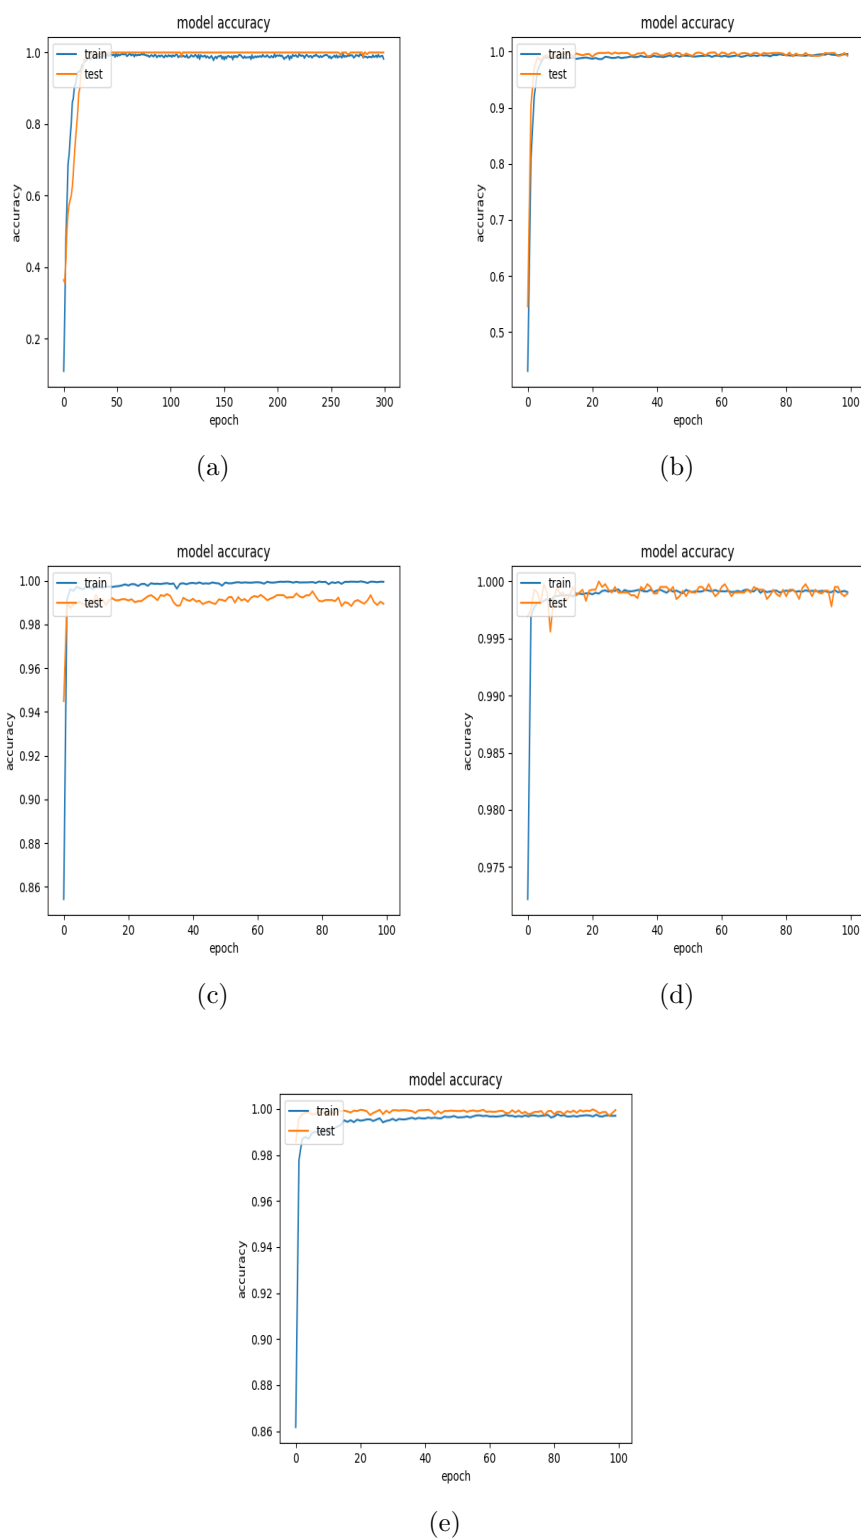 model accuracy
train
test
1.0
0.8
0.6
0.4
0.2
accuracy
0 50 100 150 200 250 300
epoch
(a)
model accuracy
train
test
1.0
0.9
0.8
0.7
0.6
0.5
accuracy
0 20 40 60 80 100
epoch
(b)
model accuracy
train
test
1.00
0.98
0.96
0.94
0.92
0.90
0.88
0.86
accuracy
0 20 40 60 80 100
epoch
(c)
model accuracy
train
test
1.000
0.995
0.990
0.985
0.980
0.975
accuracy
0 20 40 60 80 100
epoch
(d)
model accuracy
train
test
1.00
0.98
0.96
0.94
0.92
0.90
0.88
0.86
accuracy
0 20 40 60 80 100
epoch
(e)